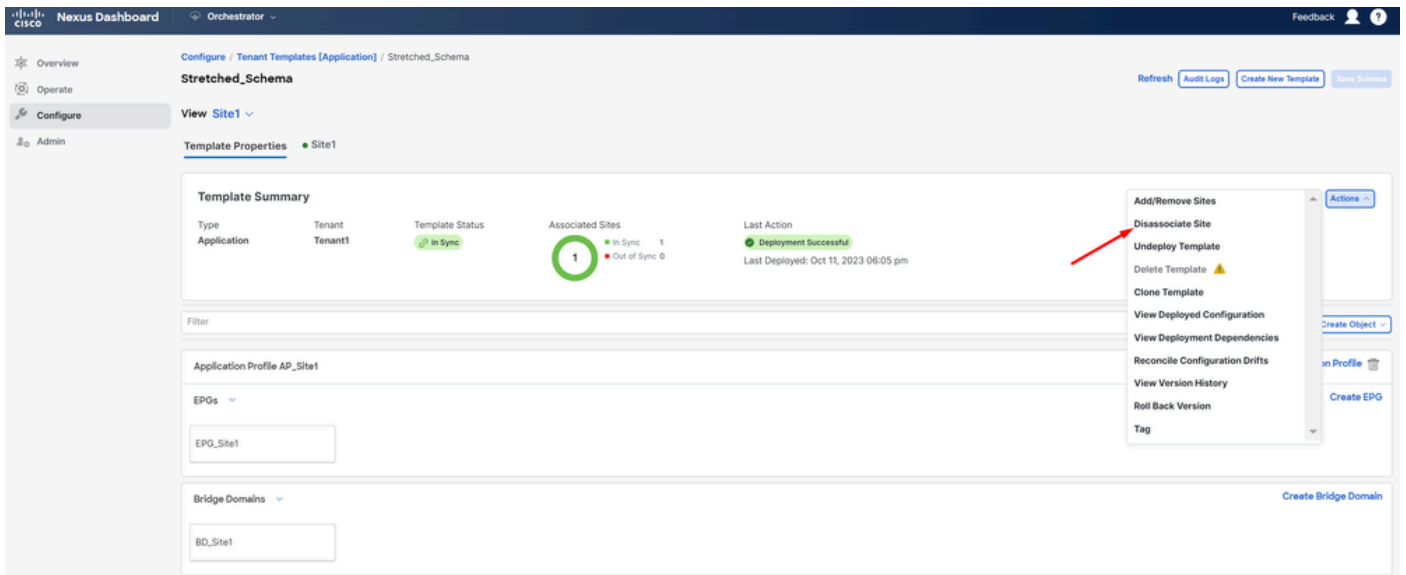 cisco Nexus Dashboard Orchestrator Feedback ?
Overview
Operate
Configure
Admin
Configure / Tenant Templates [Application] / Stretched_Schema
Stretched_Schema
Refresh Audit Logs Create New Template Save Schema
View Site1
Template Properties Site1
Template Summary
Actions
Type Tenant Template Status Associated Sites Last Action
Application Tenant1 In Sync 1 In Sync 1 Deployment Successful
Out of Sync 0 Last Deployed: Oct 11, 2023 06:05 pm
Add/Remove Sites
Disassociate Site
Undeploy Template
Delete Template
Clone Template
View Deployed Configuration
View Deployment Dependencies
Reconcile Configuration Drifts
View Version History
Roll Back Version
Tag
Filter Create Object
Application Profile AP_Site1 on Profile
EPGs Create EPG
EPG_Site1
Bridge Domains Create Bridge Domain
BD_Site1